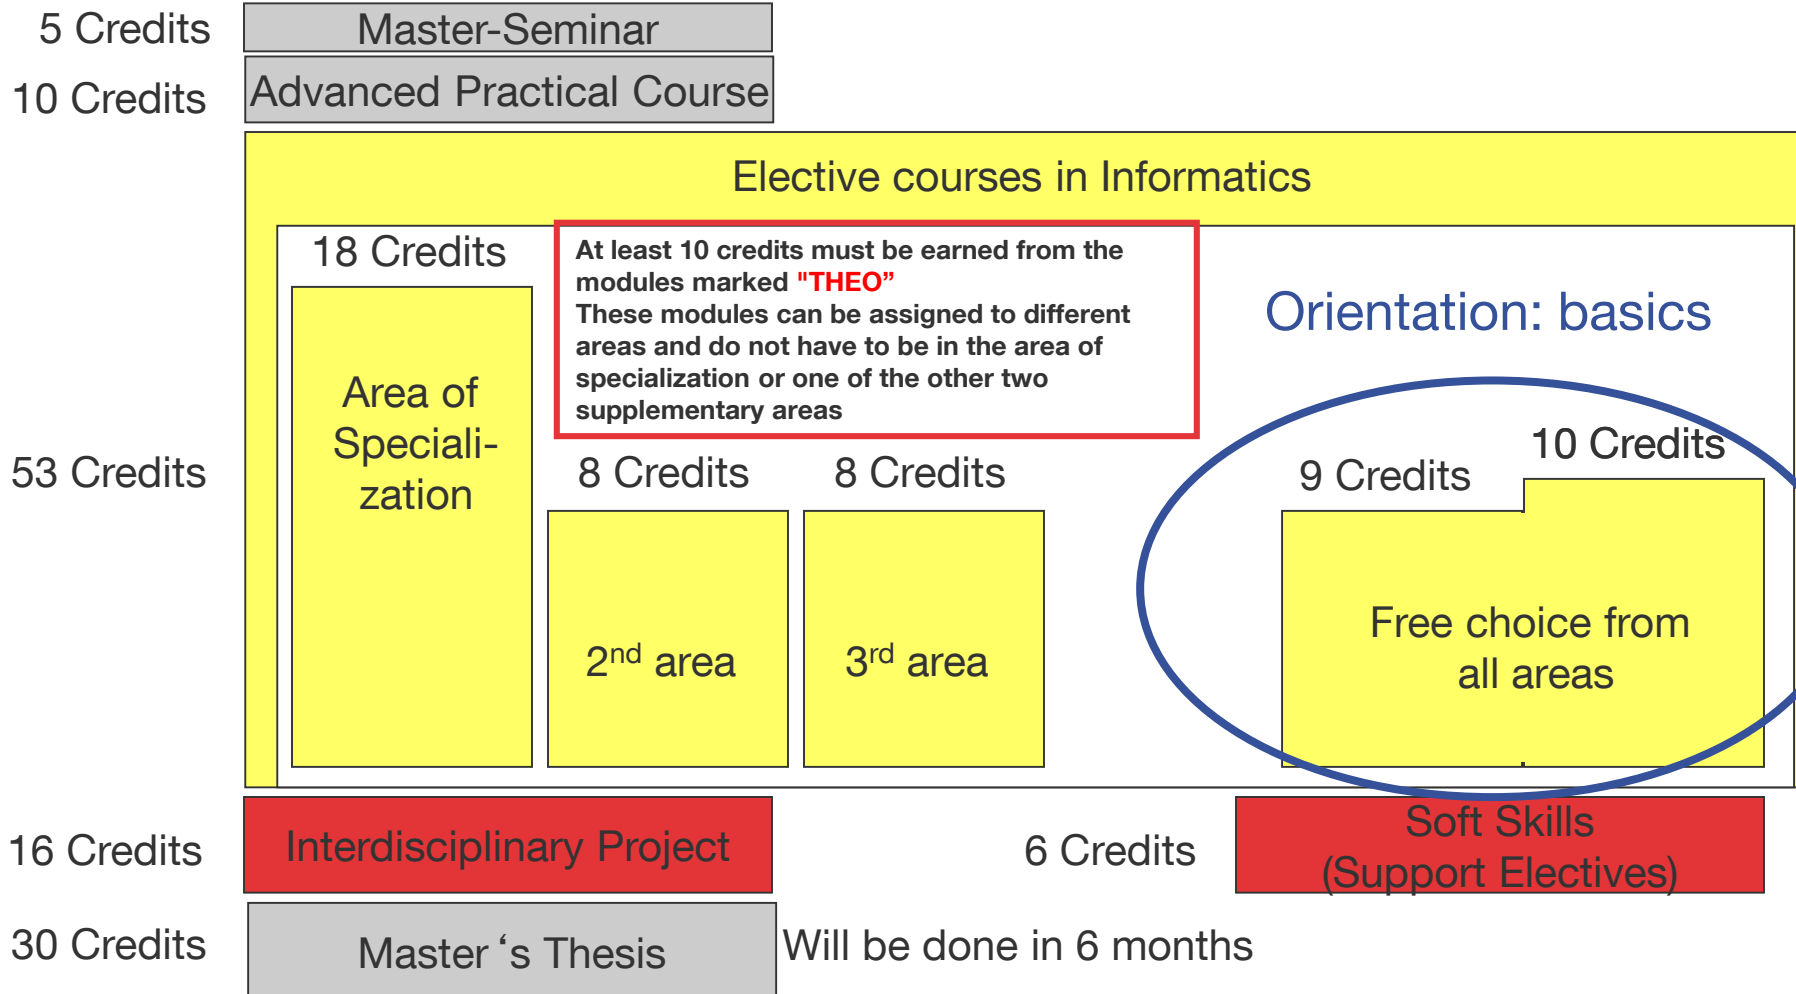 5 Credits
Master-Seminar
10 Credits
Advanced Practical Course
Elective courses in Informatics
18 Credits
At least 10 credits must be earned from the
modules marked "THEO”
These modules can be assigned to different
areas and do not have to be in the area of
specialization or one of the other two
supplementary areas
Orientation: basics
Area of
Speciali-
zation
53 Credits
8 Credits
8 Credits
9 Credits
10 Credits
2nd area
3rd area
Free choice from
all areas
16 Credits
Interdisciplinary Project
6 Credits
Soft Skills
(Support Electives)
30 Credits
Master‘s Thesis
Will be done in 6 months